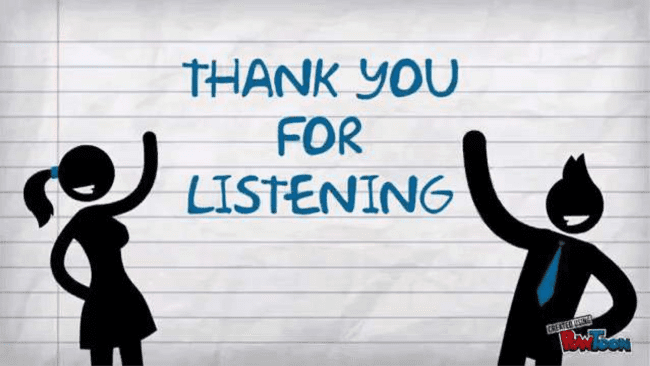 THANK YOU
FOR
LISTENING
CREATED USING
POWTOON